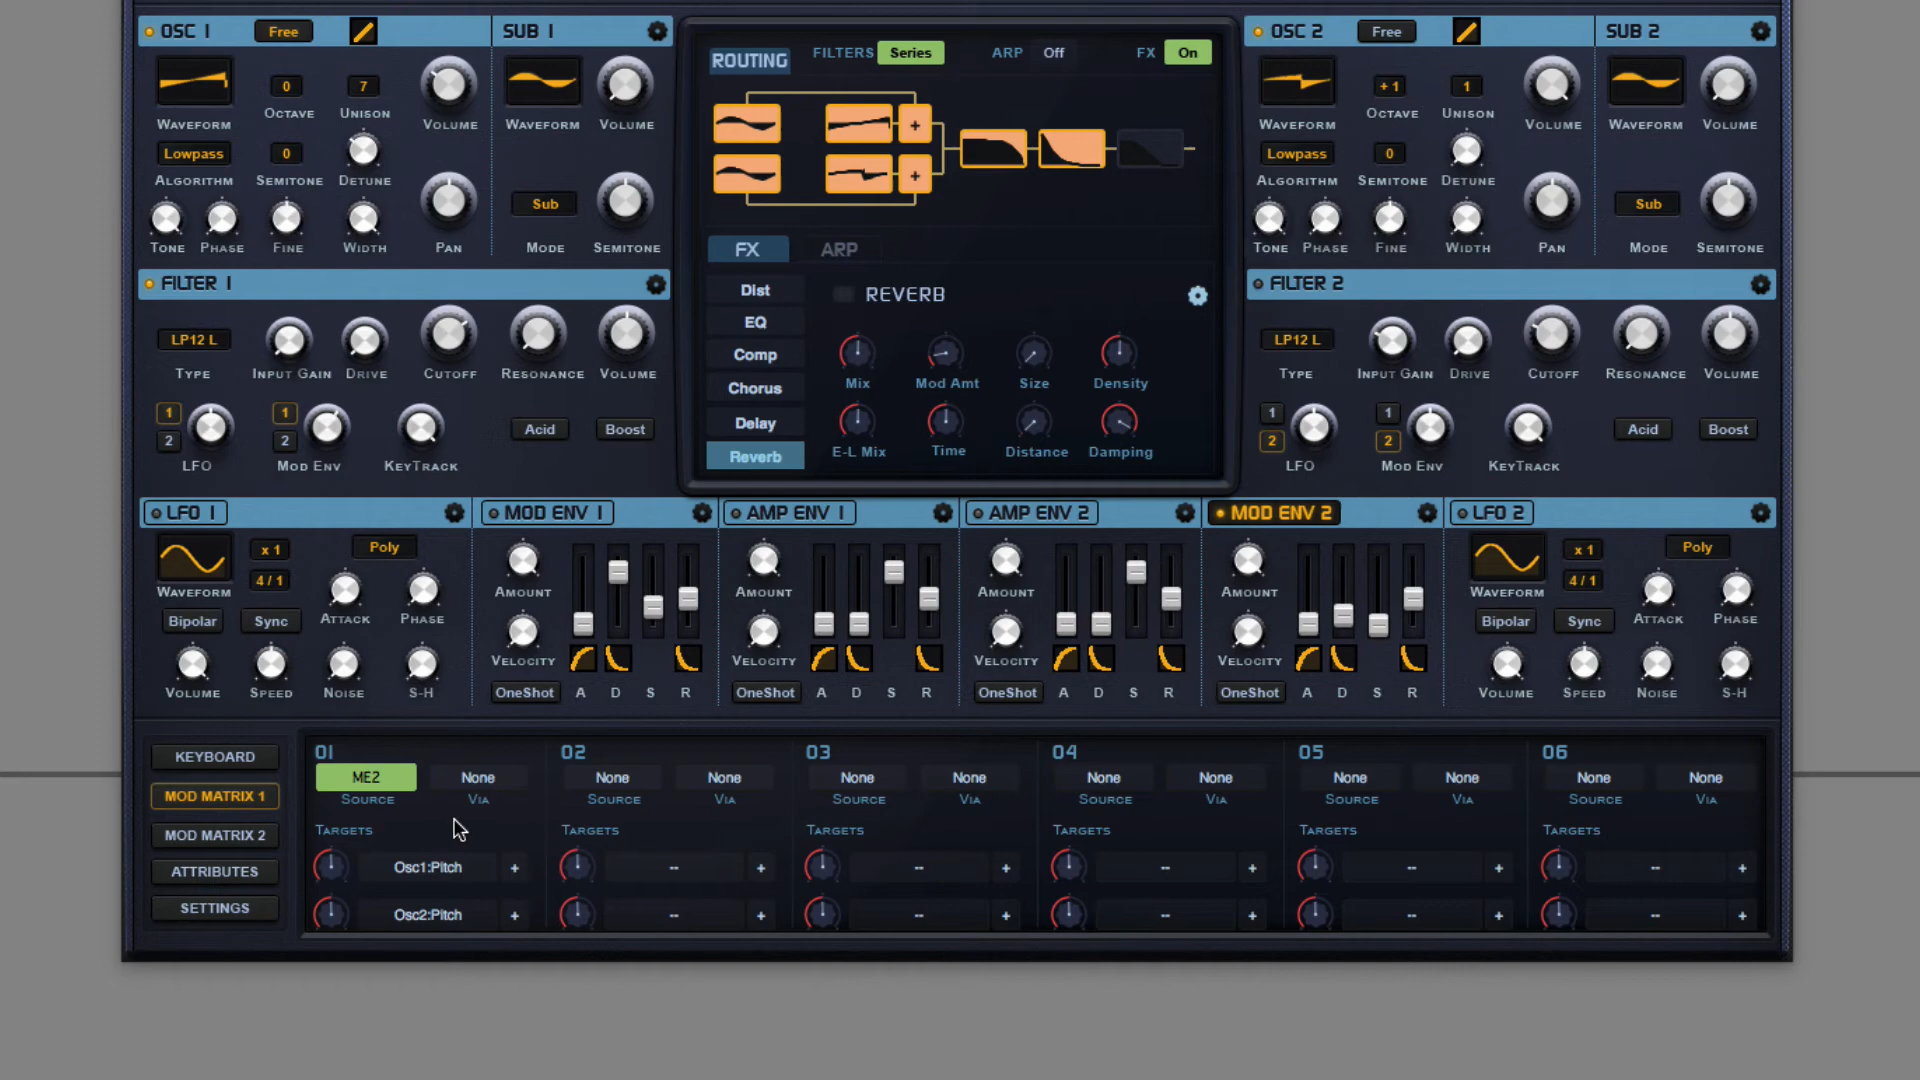 OSC 1 Free SUB 1
WAVEFORM 0 OCTAVE 7 UNISON VOLUME WAVEFORM VOLUME
Lowpass ALGORITHM 0 SEMITONE DETUNE
TONE PHASE FINE WIDTH PAN Sub MODE SEMITONE
FILTER 1
LP12 L TYPE INPUT GAIN DRIVE CUTOFF RESONANCE VOLUME
1 2 LFO 1 2 MOD ENV KEYTRACK Acid Boost
ROUTING FILTERS Series ARP Off FX On
+
+
FX ARP
Dist
EQ
Comp
Chorus
Delay
Reverb
REVERB
Mix Mod Amt Size Density
E-L Mix Time Distance Damping
OSC 2 Free SUB 2
WAVEFORM +1 OCTAVE 1 UNISON VOLUME WAVEFORM VOLUME
Lowpass ALGORITHM 0 SEMITONE DETUNE
TONE PHASE FINE WIDTH PAN Sub MODE SEMITONE
FILTER 2
LP12 L TYPE INPUT GAIN DRIVE CUTOFF RESONANCE VOLUME
1 2 LFO 1 2 MOD ENV KEYTRACK Acid Boost
LFO 1
WAVEFORM x 1 4 / 1 Poly
Bipolar Sync ATTACK PHASE
VOLUME SPEED NOISE S-H
MOD ENV 1
AMOUNT
VELOCITY
OneShot A D S R
AMP ENV 1
AMOUNT
VELOCITY
OneShot A D S R
AMP ENV 2
AMOUNT
VELOCITY
OneShot A D S R
MOD ENV 2
AMOUNT
VELOCITY
OneShot A D S R
LFO 2
WAVEFORM x 1 4 / 1 Poly
Bipolar Sync ATTACK PHASE
VOLUME SPEED NOISE S-H
KEYBOARD
MOD MATRIX 1
MOD MATRIX 2
ATTRIBUTES
SETTINGS
01 02 03 04 05 06
ME2 None None None None None None None None None None None
SOURCE VIA SOURCE VIA SOURCE VIA SOURCE VIA SOURCE VIA SOURCE VIA
TARGETS TARGETS TARGETS TARGETS TARGETS TARGETS
Osc1:Pitch + -- + -- + -- + -- + -- +
Osc2:Pitch + -- + -- + -- + -- + -- +